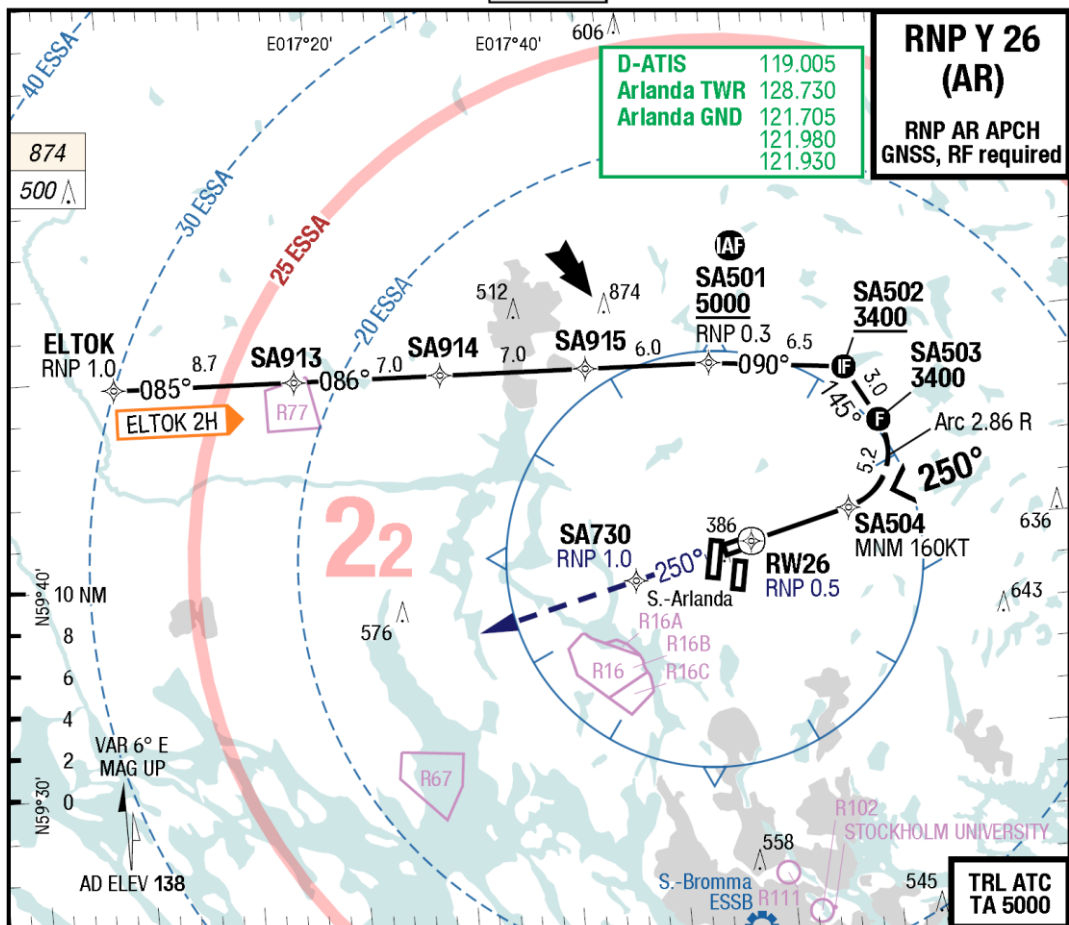 40 ESSA
E017°20'
E017°40'
606
D-ATIS 119.005
Arlanda TWR 128.730
Arlanda GND 121.705
121.980
121.930
RNP Y 26
(AR)
RNP AR APCH
GNSS, RF required
874
500
30 ESSA
25 ESSA
20 ESSA
IAF
SA501
5000
RNP 0.3
512
874
SA502
3400
ELTOK
RNP 1.0
8.7
SA913
7.0
SA914
7.0
SA915
6.0
6.5
IF
SA503
3400
085°
086°
090°
3.0
145°
F
ELTOK 2H
R77
Arc 2.86 R
5.2
250°
22
SA730
RNP 1.0
386
SA504
MNM 160KT
636
250°
RW26
RNP 0.5
S.-Arlanda
N59°40'
10 NM
8
6
4
2
0
576
643
R16A
R16B
R16
R16C
VAR 6° E
MAG UP
R67
N59°30'
R102
STOCKHOLM UNIVERSITY
558
AD ELEV 138
S.-Bromma
ESSB
R111
545
TRL ATC
TA 5000